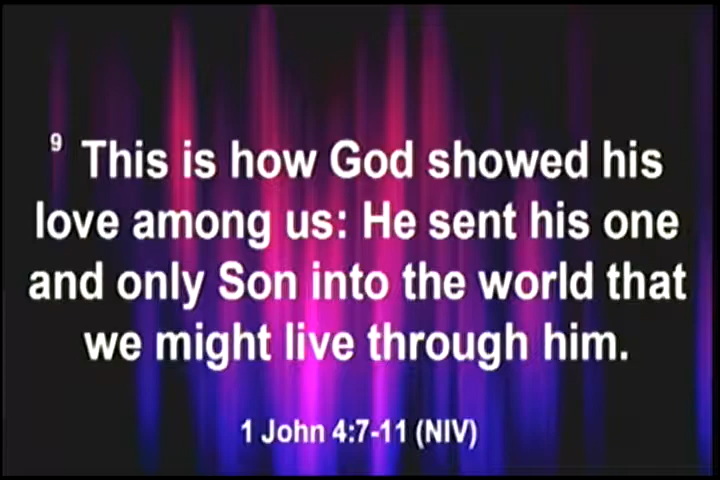 9 This is how God showed his
love among us: He sent his one
and only Son into the world that
we might live through him.
1 John 4:7-11 (NIV)